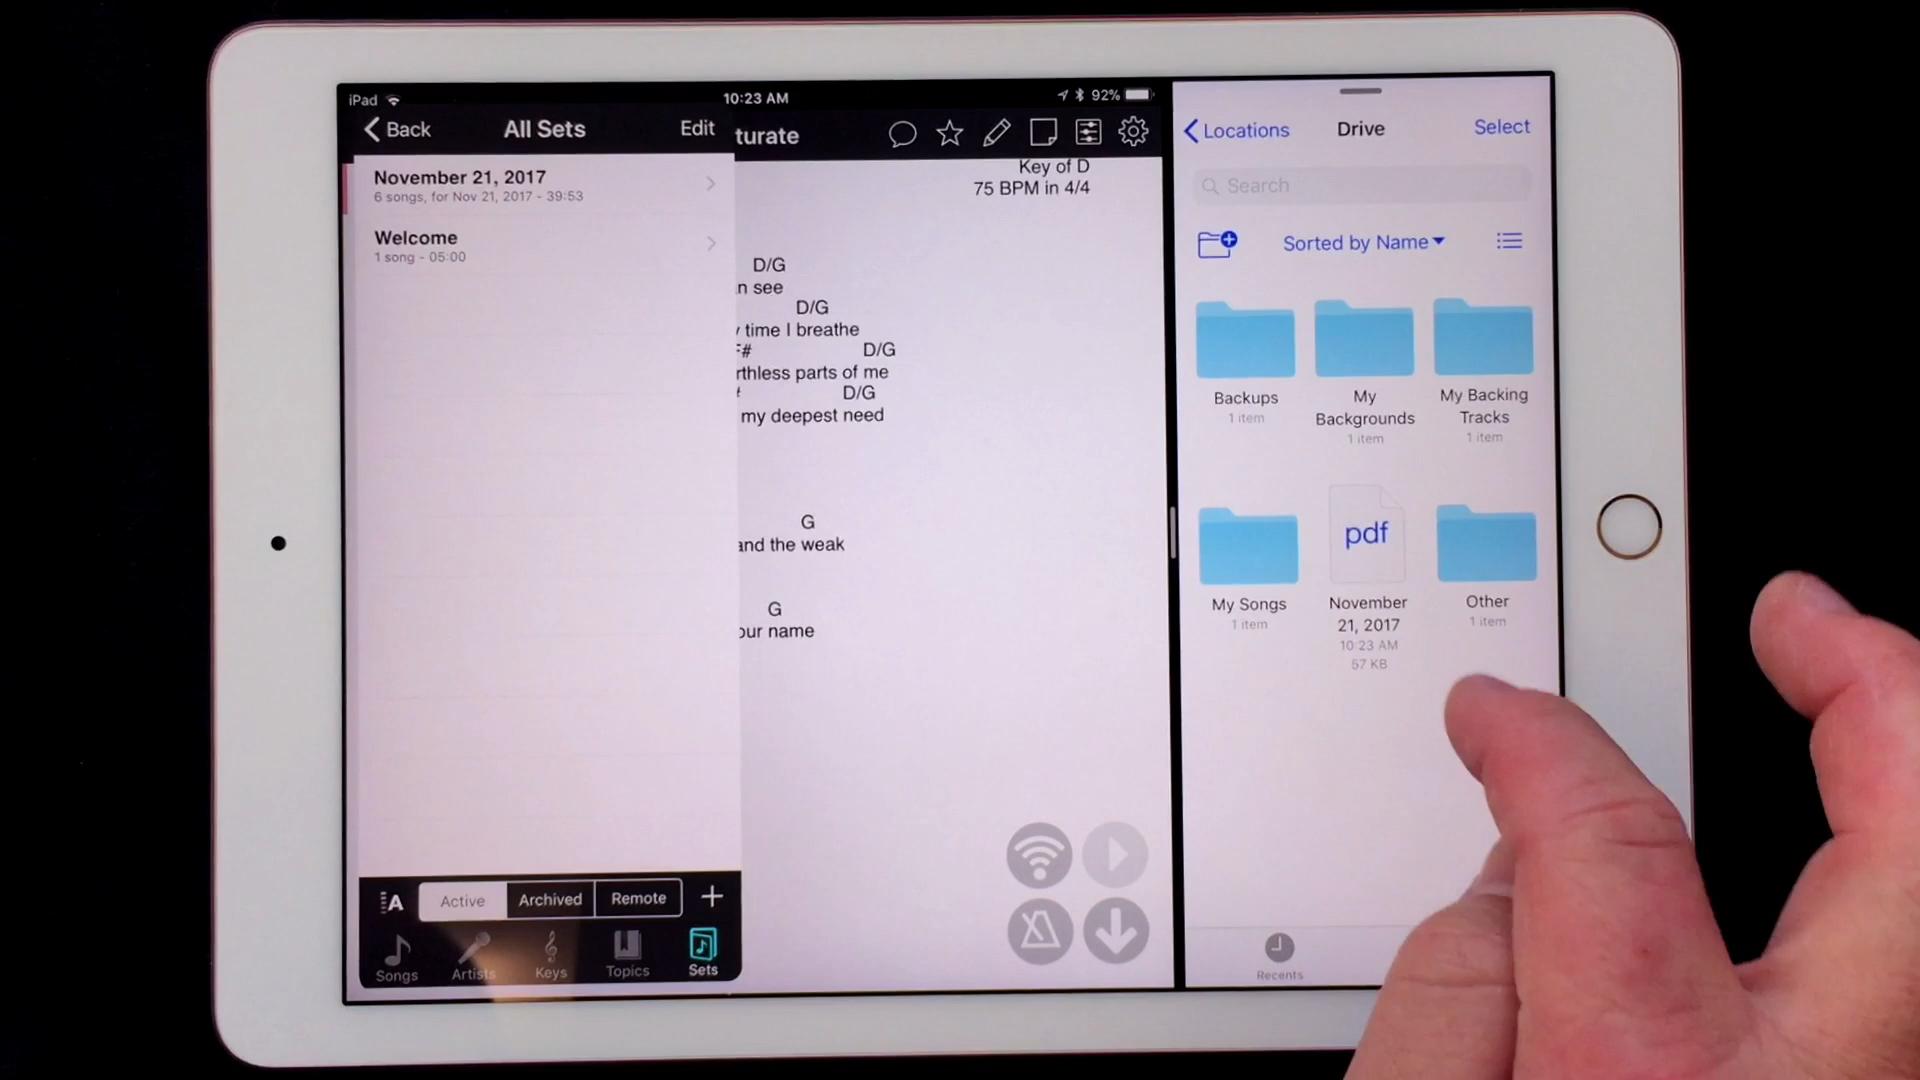 iPad
10:23 AM
92%
Back
All Sets
Edit
turate
November 21, 2017
6 songs, for Nov 21, 2017 - 39:53
Welcome
1 song - 05:00
Key of D
75 BPM in 4/4
D/G
n see
D/G
time I breathe
F# D/G
rthless parts of me
D/G
my deepest need
G
and the weak
G
our name
A
Active
Archived
Remote
Songs
Artists
Keys
Topics
Sets
Locations
Drive
Select
Search
Sorted by Name
Backups
1 item
My
Backgrounds
1 item
My Backing
Tracks
1 item
My Songs
1 item
pdf
November
21, 2017
10:23 AM
57 KB
Other
1 item
Recents